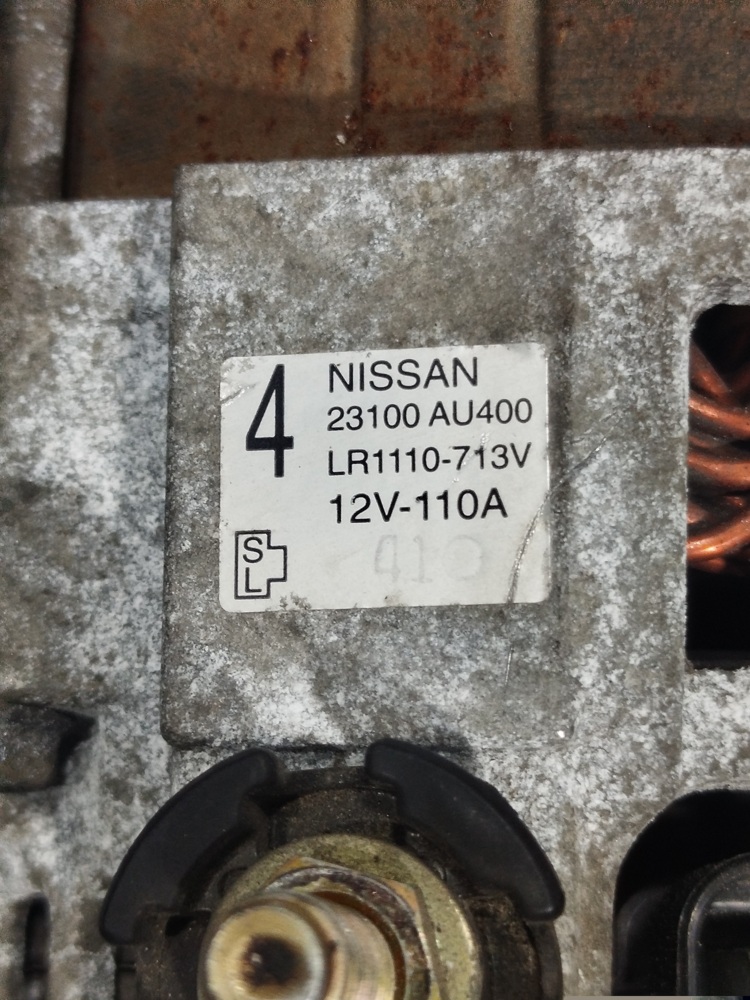 4
NISSAN
23100 AU400
LR1110-713V
12V-110A
S
L